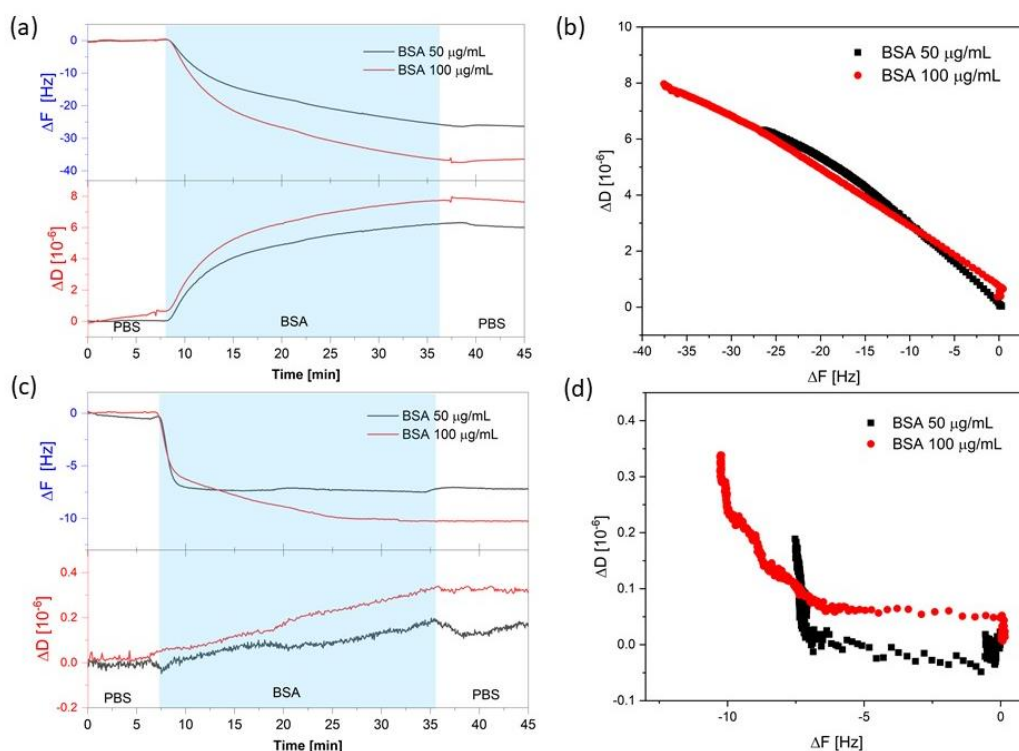 (a)
BSA 50 μg/mL
BSA 100 μg/mL
ΔF [Hz]
0
-10
-20
-30
-40
ΔD [10⁻⁶]
8
6
4
2
0
PBS
BSA
PBS
0 5 10 15 20 25 30 35 40 45
Time [min]
(b)
BSA 50 μg/mL
BSA 100 μg/mL
ΔD [10⁻⁶]
10
8
6
4
2
0
-40 -35 -30 -25 -20 -15 -10 -5 0
ΔF [Hz]
(c)
BSA 50 μg/mL
BSA 100 μg/mL
ΔF [Hz]
0
-5
-10
ΔD [10⁻⁶]
0.4
0.2
0.0
-0.2
PBS
BSA
PBS
0 5 10 15 20 25 30 35 40 45
Time [min]
(d)
BSA 50 μg/mL
BSA 100 μg/mL
ΔD [10⁻⁶]
0.4
0.3
0.2
0.1
0.0
-0.1
-10 -5 0
ΔF [Hz]